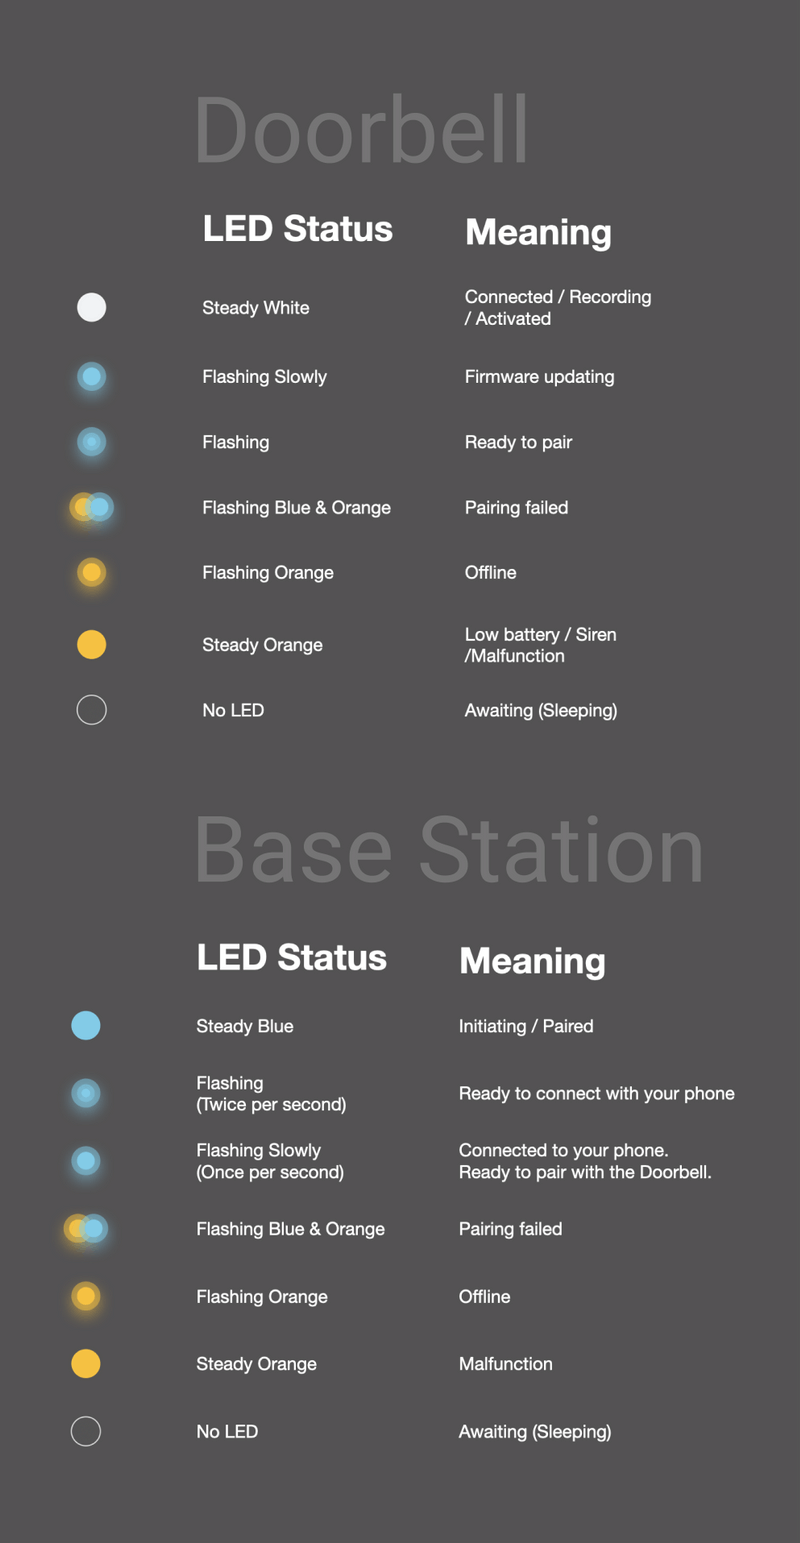 Doorbell
LED Status Meaning
Steady White Connected / Recording
/ Activated
Flashing Slowly Firmware updating
Flashing Ready to pair
Flashing Blue & Orange Pairing failed
Flashing Orange Offline
Steady Orange Low battery / Siren
/Malfunction
No LED Awaiting (Sleeping)
Base Station
LED Status Meaning
Steady Blue Initiating / Paired
Flashing
(Twice per second) Ready to connect with your phone
Flashing Slowly Connected to your phone.
(Once per second) Ready to pair with the Doorbell.
Flashing Blue & Orange Pairing failed
Flashing Orange Offline
Steady Orange Malfunction
No LED Awaiting (Sleeping)